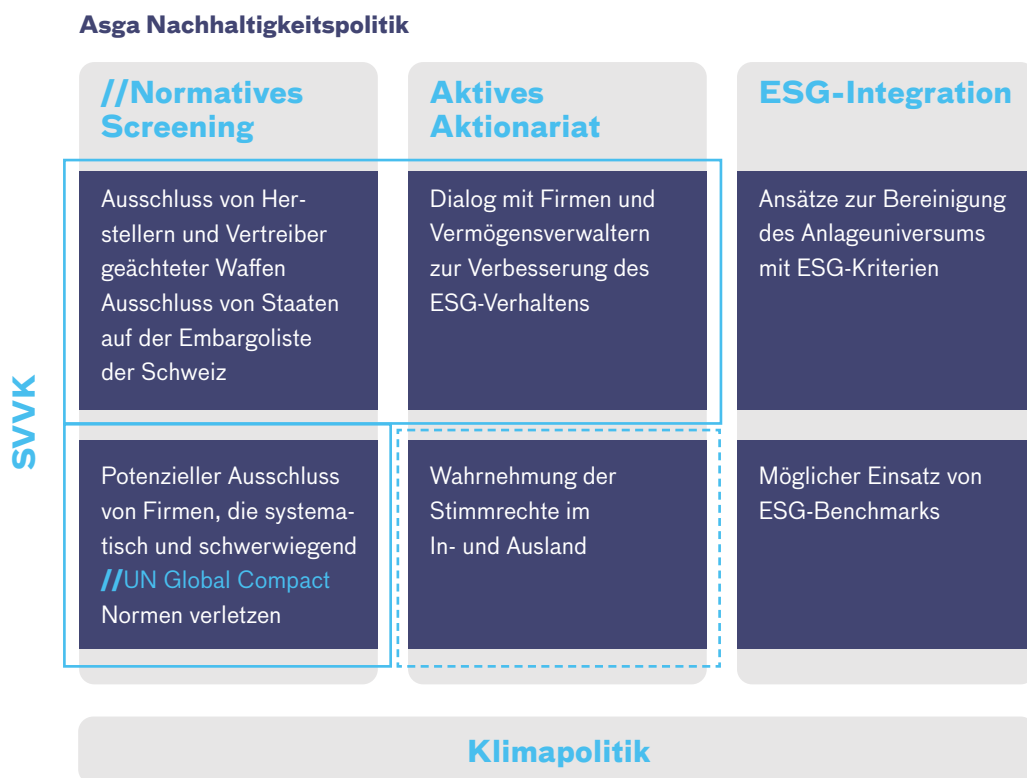 Asga Nachhaltigkeitspolitik
//Normatives
Screening
Ausschluss von Her-
stellern und Vertreiber
geächteter Waffen
Ausschluss von Staaten
auf der Embargoliste
der Schweiz
Potenzieller Ausschluss
von Firmen, die systema-
tisch und schwerwiegend
//UN Global Compact
Normen verletzen
Aktives
Aktionariat
Dialog mit Firmen und
Vermögensverwaltern
zur Verbesserung des
ESG-Verhaltens
Wahrnehmung der
Stimmrechte im
In- und Ausland
ESG-Integration
Ansätze zur Bereinigung
des Anlageuniversums
mit ESG-Kriterien
Möglicher Einsatz von
ESG-Benchmarks
SVVK
Klimapolitik